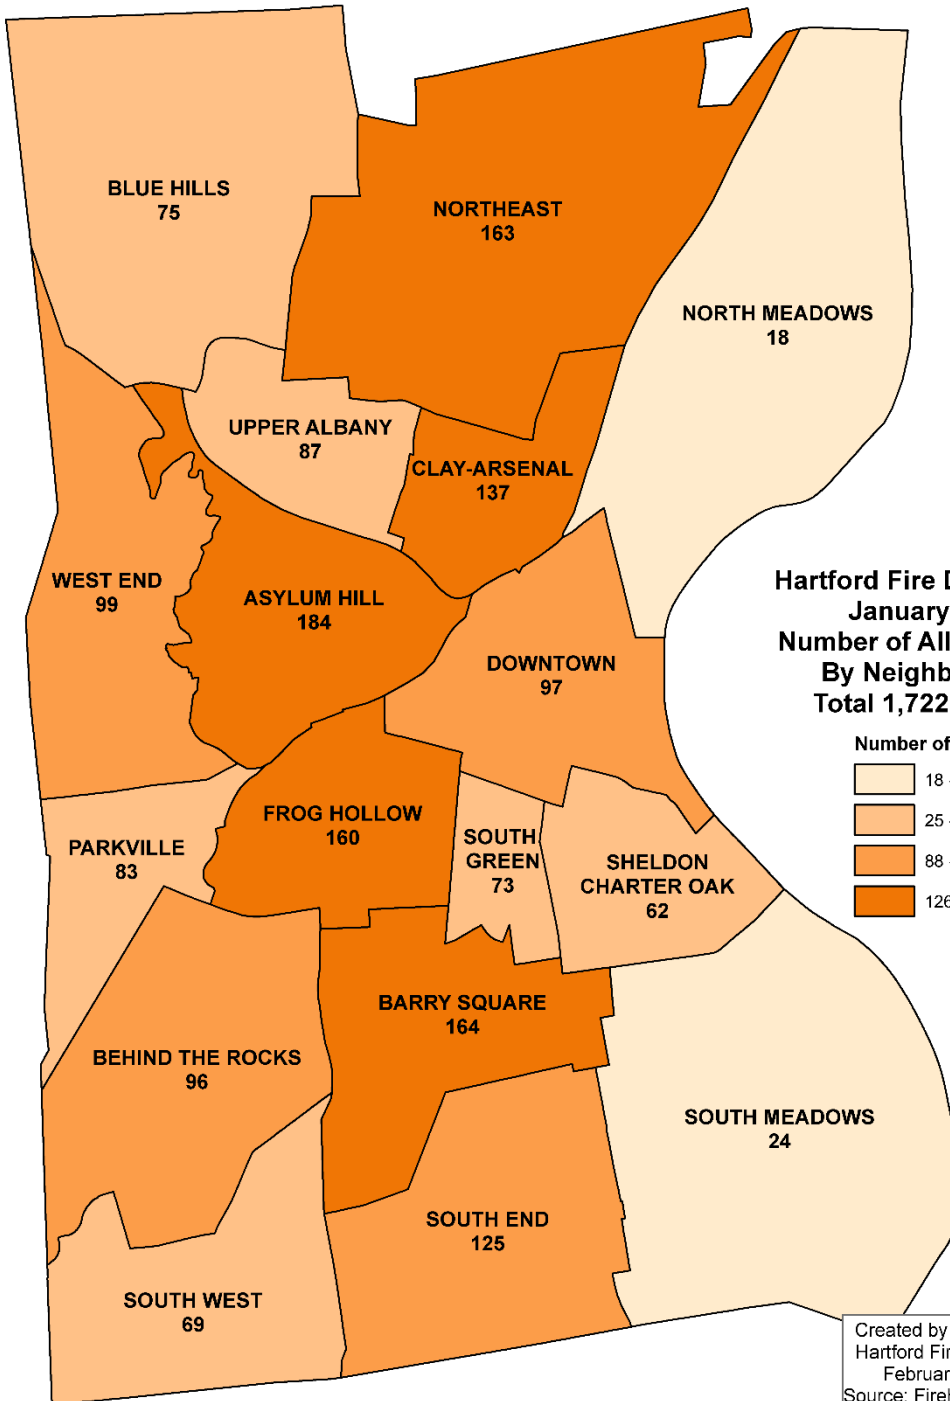 BLUE HILLS
75
NORTHEAST
163
NORTH MEADOWS
18
UPPER ALBANY
87
CLAY-ARSENAL
137
WEST END
99
ASYLUM HILL
184
DOWNTOWN
97
Hartford Fire D
January
Number of All
By Neighb
Total 1,722
Number of
18
25
88
126
FROG HOLLOW
160
PARKVILLE
83
SOUTH
GREEN
73
SHELDON
CHARTER OAK
62
BARRY SQUARE
164
BEHIND THE ROCKS
96
SOUTH MEADOWS
24
SOUTH END
125
SOUTH WEST
69
Created by
Hartford Fir
Februar
Source: Fireh